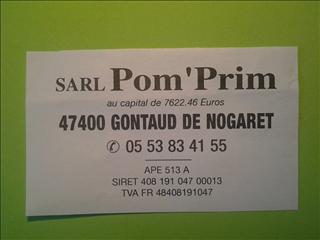 SARL Pom'Prim
au capital de 7622.46 Euros
47400 GONTAUD DE NOGARET
✆ 05 53 83 41 55
APE 513 A
SIRET 408 191 047 00013
TVA FR 48408191047